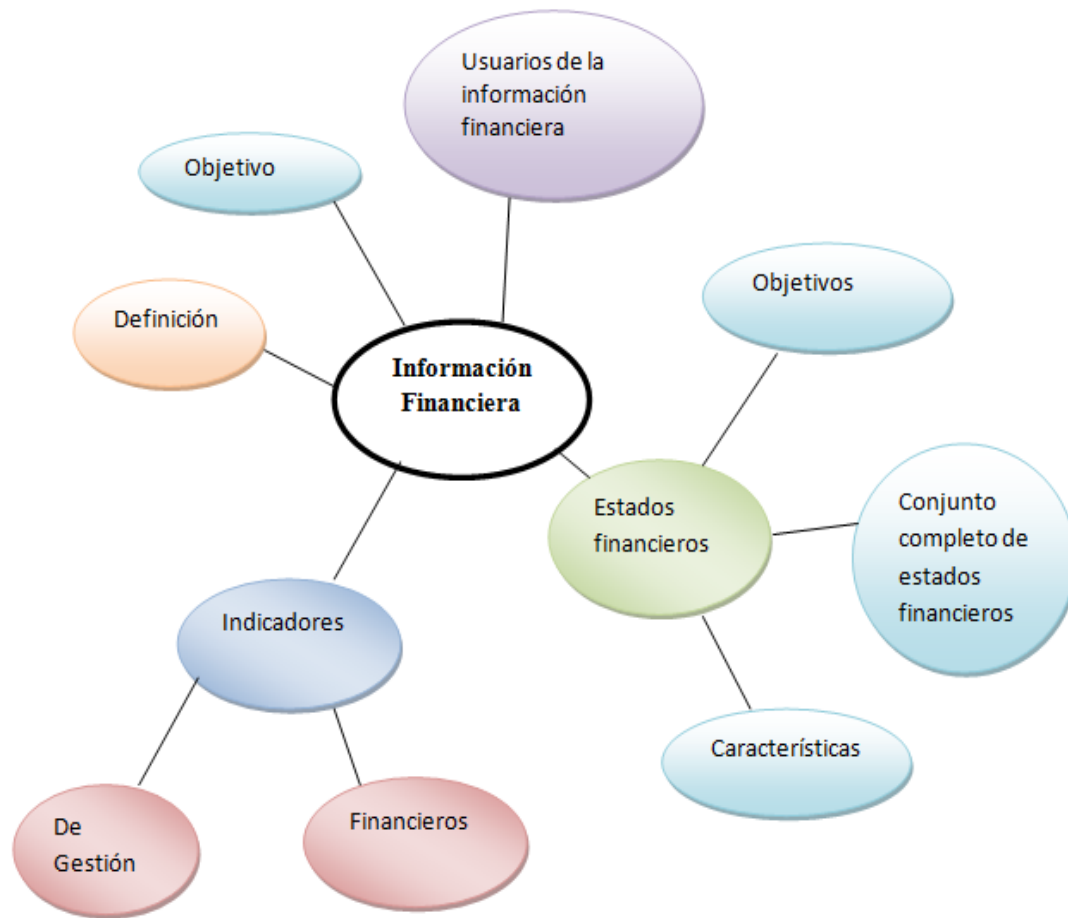 Usuarios de la
información
financiera
Objetivo
Objetivos
Definición
Información
Financiera
Estados
financieros
Conjunto
completo de
estados
financieros
Indicadores
Características
De
Gestión
Financieros